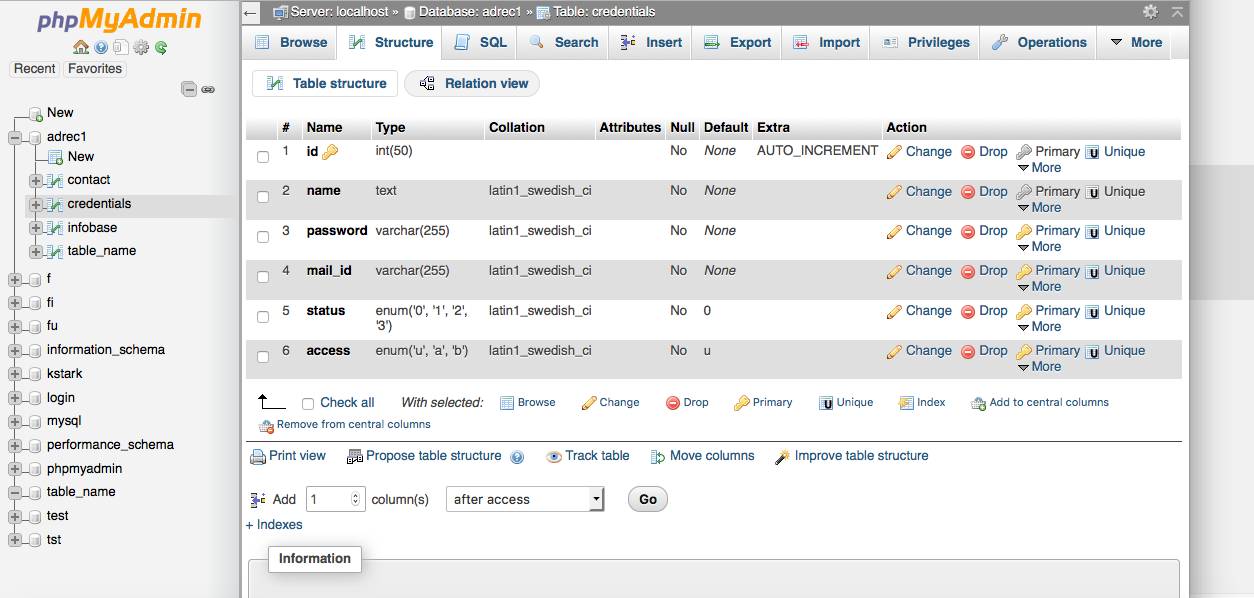 phpMyAdmin
Recent Favorites
New
adrec1
New
contact
credentials
infobase
table_name
f
fi
fu
information_schema
kstark
login
mysql
performance_schema
phpmyadmin
table_name
test
tst
Server: localhost » Database: adrec1 » Table: credentials
Browse Structure SQL Search Insert Export Import Privileges Operations More
Table structure Relation view
# Name Type Collation Attributes Null Default Extra Action
1 id int(50) No None AUTO_INCREMENT Change Drop Primary U Unique
More
2 name text latin1_swedish_ci No None Change Drop Primary U Unique
More
3 password varchar(255) latin1_swedish_ci No None Change Drop Primary U Unique
More
4 mail_id varchar(255) latin1_swedish_ci No None Change Drop Primary U Unique
More
5 status enum('0', '1', '2', latin1_swedish_ci No 0 Change Drop Primary U Unique
'3') More
6 access enum('u', 'a', 'b') latin1_swedish_ci No u Change Drop Primary U Unique
More
Check all With selected: Browse Change Drop Primary U Unique Index Add to central columns
Remove from central columns
Print view Propose table structure Track table Move columns Improve table structure
Add 1 column(s) after access Go
+ Indexes
Information